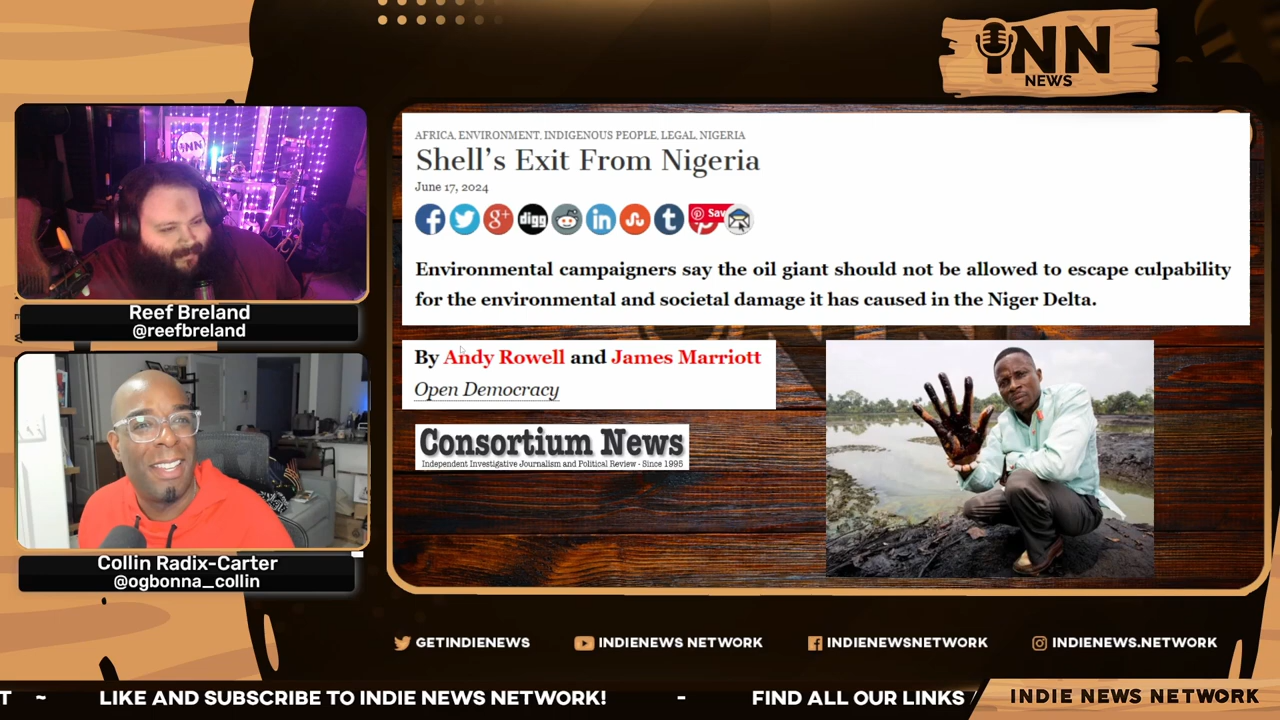 iNN
NEWS
iNN
Reef Breland
@reefbreland
Collin Radix-Carter
@ogbonna_collin
AFRICA, ENVIRONMENT, INDIGENOUS PEOPLE, LEGAL, NIGERIA
Shell's Exit From Nigeria
June 17, 2024
digg
Save
Environmental campaigners say the oil giant should not be allowed to escape culpability
for the environmental and societal damage it has caused in the Niger Delta.
By Andy Rowell and James Marriott
Open Democracy
Consortium News
Independent Investigative Journalism and Political Review - Since 1995
GETINDIENEWS
INDIENEWS NETWORK
INDIENEWSNETWORK
INDIENEWS.NETWORK
T ~ LIKE AND SUBSCRIBE TO INDIE NEWS NETWORK! - FIND ALL OUR LINKS
INDIE NEWS NETWORK